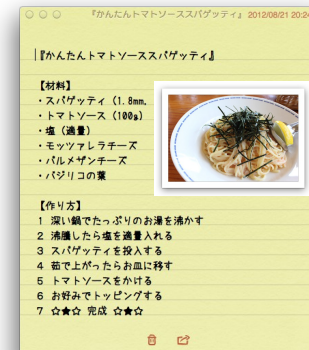 『かんたんトマトソーススパゲッティ』 2012/08/21 20:24
『かんたんトマトソーススパゲッティ』
【材料】
・スパゲッティ（1.8mm,
・トマトソース（100g）
・塩（適量）
・モッツァレラチーズ
・パルメザンチーズ
・バジリコの葉
【作り方】
1 深い鍋でたっぷりのお湯を沸かす
2 沸騰したら塩を適量入れる
3 スパゲッティを投入する
4 茹で上がったらお皿に移す
5 トマトソースをかける
6 お好みでトッピングする
7 ☆★☆ 完成 ☆★☆